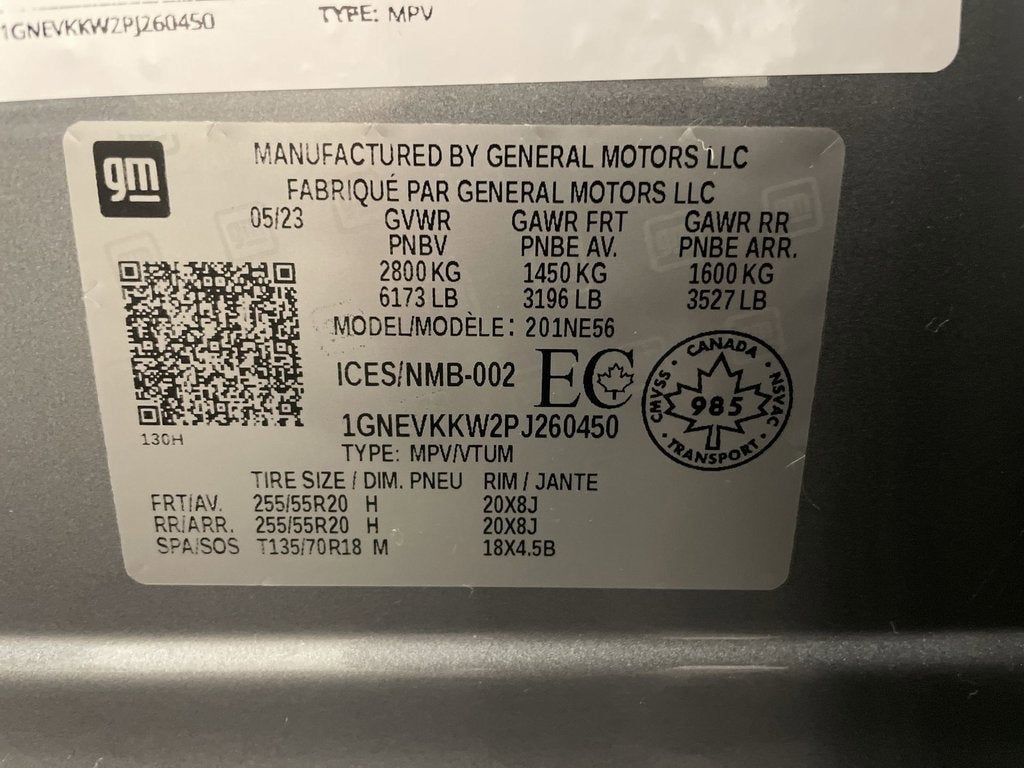 1GNEVKKW2PJ260450 TYPE: MPV
gm
MANUFACTURED BY GENERAL MOTORS LLC
FABRIQUÉ PAR GENERAL MOTORS LLC
05/23 GVWR GAWR FRT GAWR RR
PNBV PNBE AV. PNBE ARR.
2800 KG 1450 KG 1600 KG
6173 LB 3196 LB 3527 LB
MODEL/MODÈLE: 201NE56
ICES/NMB-002 EC
CANADA
CMVSS 985 NSVAC
TRANSPORT
130H
1GNEVKKW2PJ260450
TYPE: MPV/VTUM
TIRE SIZE / DIM. PNEU RIM / JANTE
FRT/AV. 255/55R20 H 20X8J
RR/ARR. 255/55R20 H 20X8J
SPA/SOS T135/70R18 M 18X4.5B